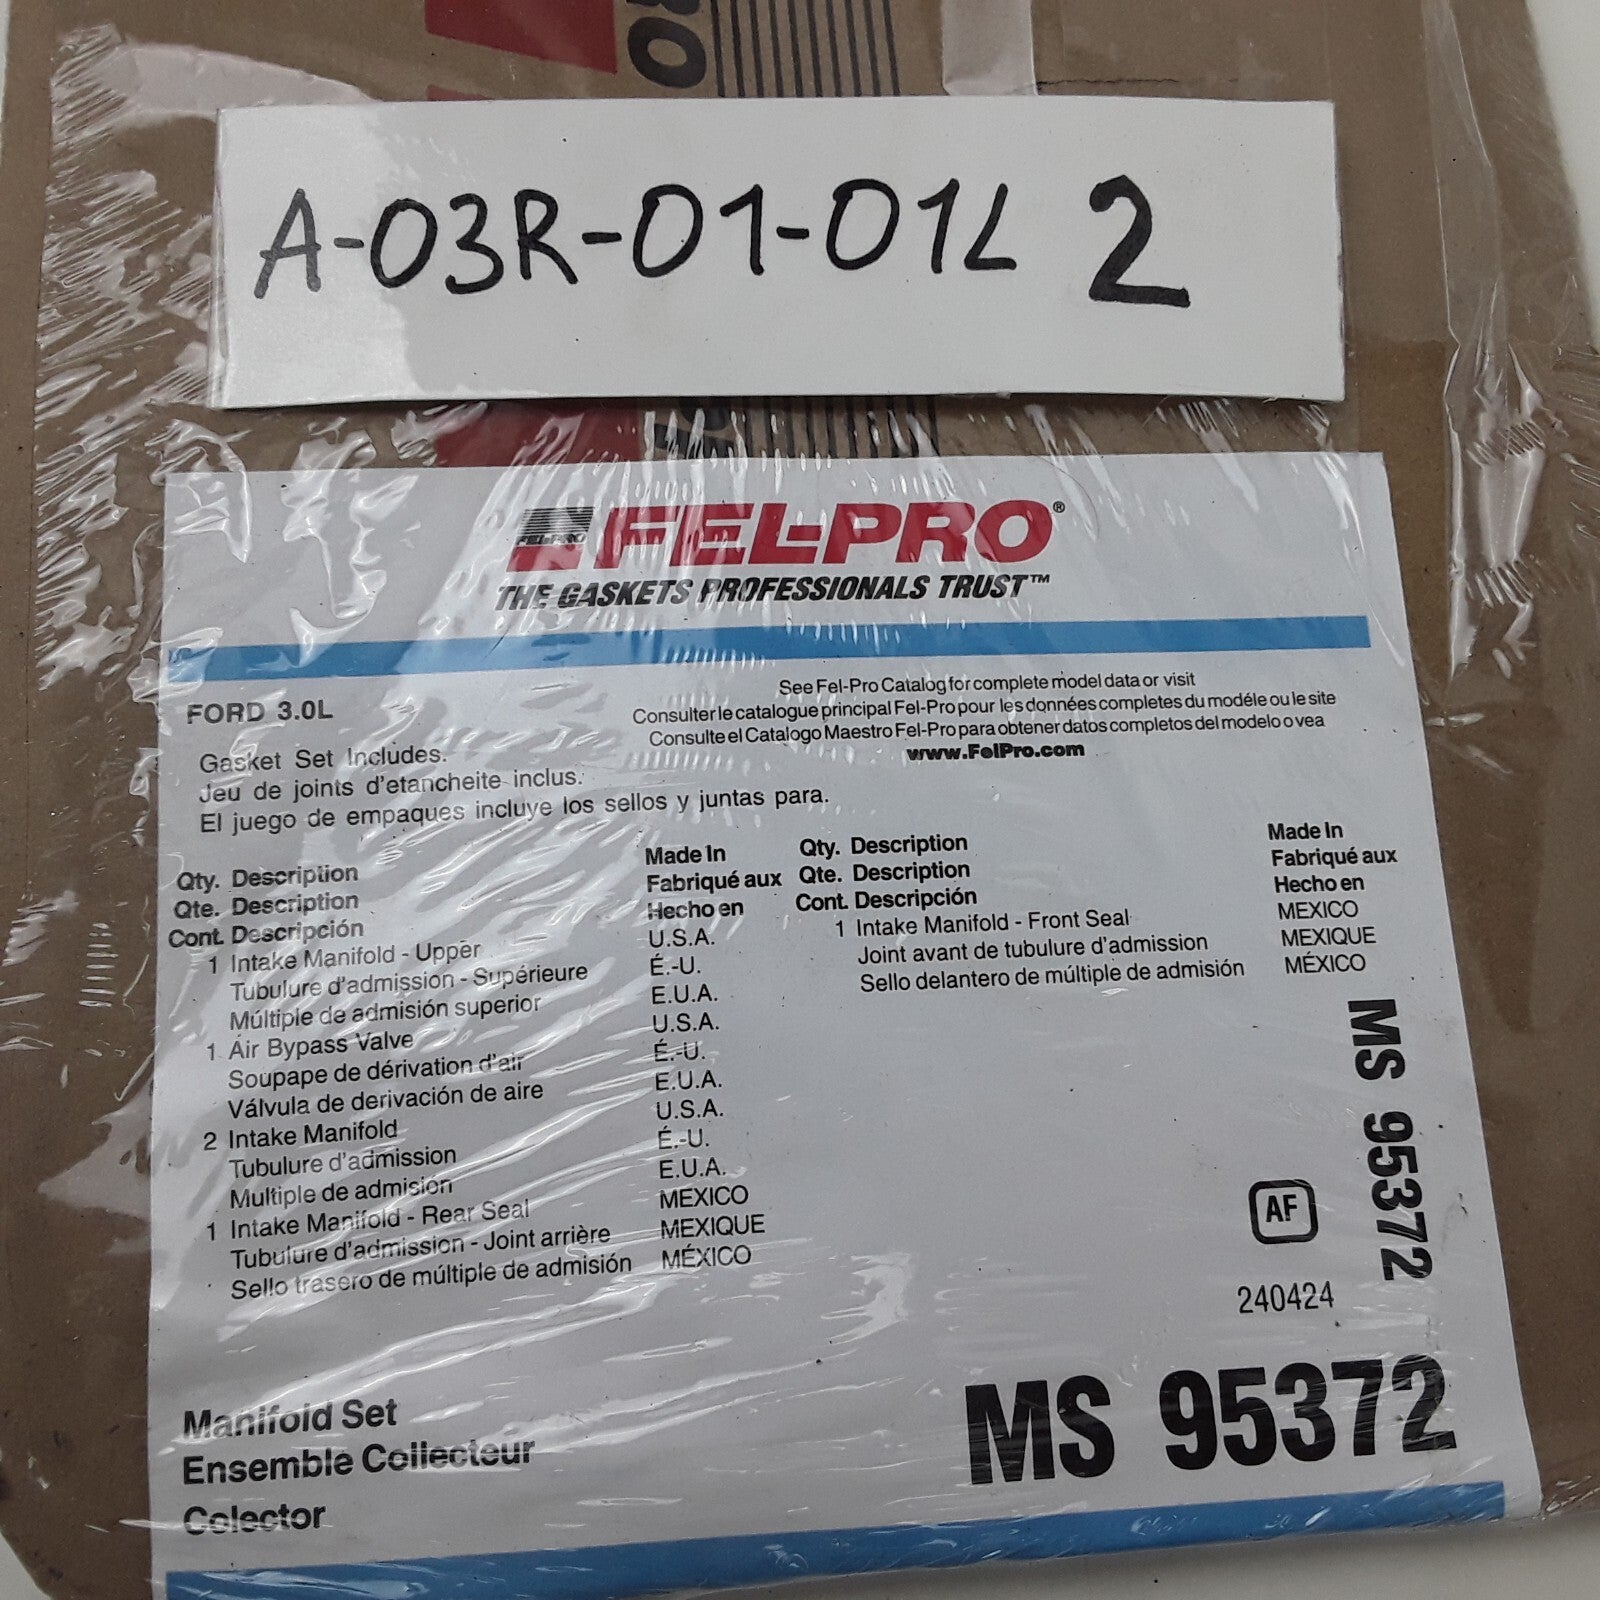 RO
A-03R-01-01L 2
FEL-PRO
FEL-PRO®
THE GASKETS PROFESSIONALS TRUST™
FORD 3.0L
See Fel-Pro Catalog for complete model data or visit
Consulter le catalogue principal Fel-Pro pour les données completes du modéle ou le site
Consulte el Catalogo Maestro Fel-Pro para obtener datos completos del modelo o vea
www.FelPro.com
Gasket Set Includes.
Jeu de joints d'etancheite inclus.
El juego de empaques incluye los sellos y juntas para.
Qty. Description Made In
Qte. Description Fabriqué aux
Cont. Descripción Hecho en
1 Intake Manifold - Upper U.S.A.
Tubulure d'admission - Supérieure É.-U.
Múltiple de admisión superior E.U.A.
1 Air Bypass Valve U.S.A.
Soupape de dérivation d'air É.-U.
Válvula de derivación de aire E.U.A.
2 Intake Manifold U.S.A.
Tubulure d'admission É.-U.
Multiple de admisión E.U.A.
1 Intake Manifold - Rear Seal MEXICO
Tubulure d'admission - Joint arrière MEXIQUE
Sello trasero de múltiple de admisión MÉXICO
Qty. Description Made In
Qte. Description Fabriqué aux
Cont. Descripción Hecho en
1 Intake Manifold - Front Seal MEXICO
Joint avant de tubulure d'admission MEXIQUE
Sello delantero de múltiple de admisión MÉXICO
MS 95372
AF
240424
Manifold Set
Ensemble Collecteur
Colector
MS 95372